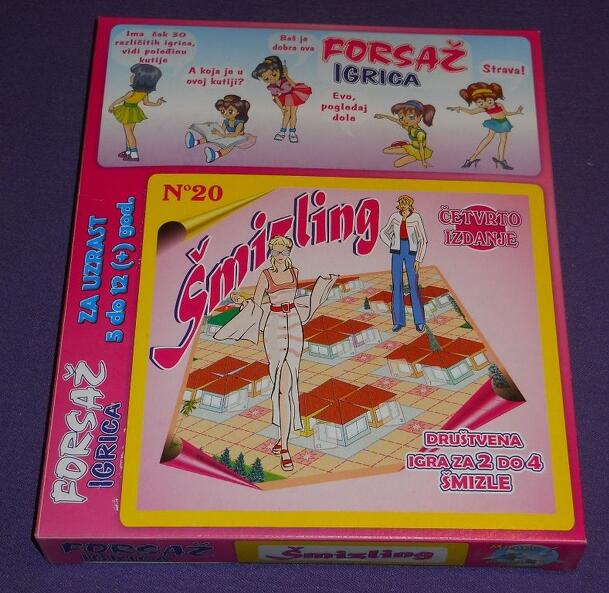 Ima čak 30
različitih igrica,
vidi poleđinu
kutije
A koja je u
ovoj kutiji?
Baš je
dobra ova
FORSAŽ
IGRICA
Evo,
pogledaj
dole
Strava!
N°20
Šmizling
ČETVRTO
IZDANJE
DRUŠTVENA
IGRA ZA 2 DO 4
ŠMIZLE
ZA UZRAST
5 do 12 (+) god.
FORSAŽ
IGRICA
FORSAŽ
IGRICA
Šmizling